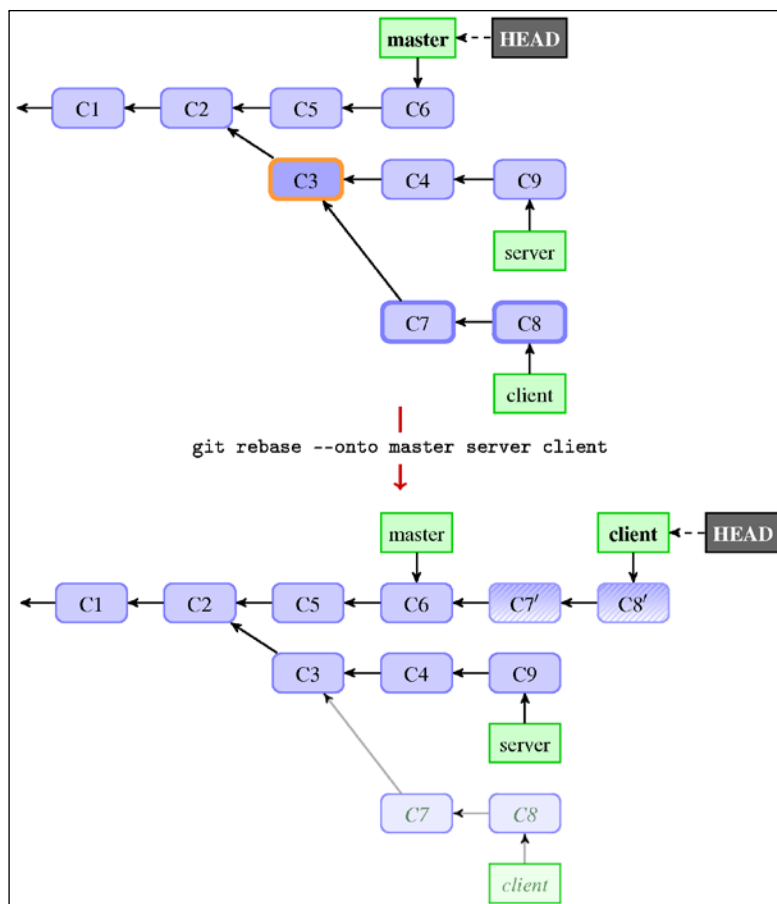 master HEAD
C1 C2 C5 C6
C3 C4 C9
server
C7 C8
client
git rebase --onto master server client
master client HEAD
C1 C2 C5 C6 C7′ C8′
C3 C4 C9
server
C7 C8
client